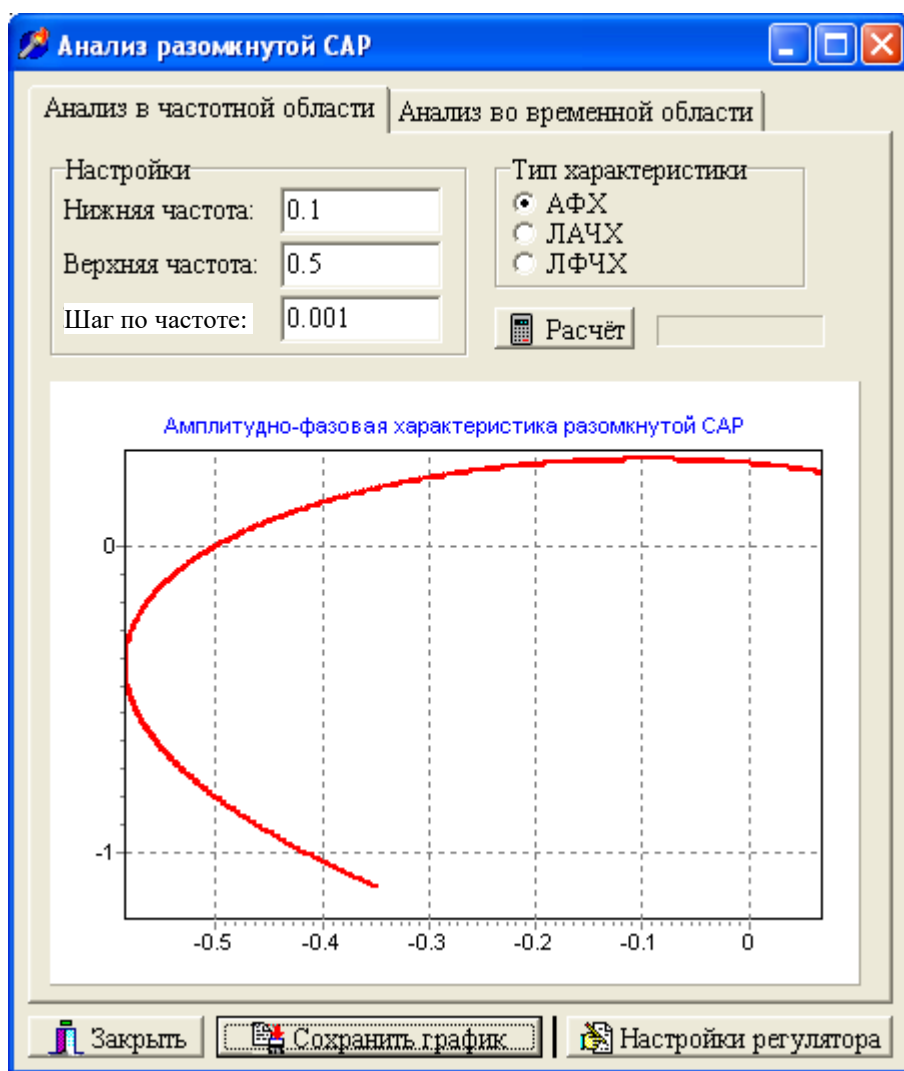 Анализ разомкнутой САР
Анализ в частотной области
Анализ во временной области
Настройки
Нижняя частота: 0.1
Верхняя частота: 0.5
Шаг по частоте: 0.001
Тип характеристики
АФХ
ЛАЧХ
ЛФЧХ
Расчёт
Амплитудно-фазовая характеристика разомкнутой САР
0
-1
-0.5 -0.4 -0.3 -0.2 -0.1 0
Закрыть
Сохранить график
Настройки регулятора